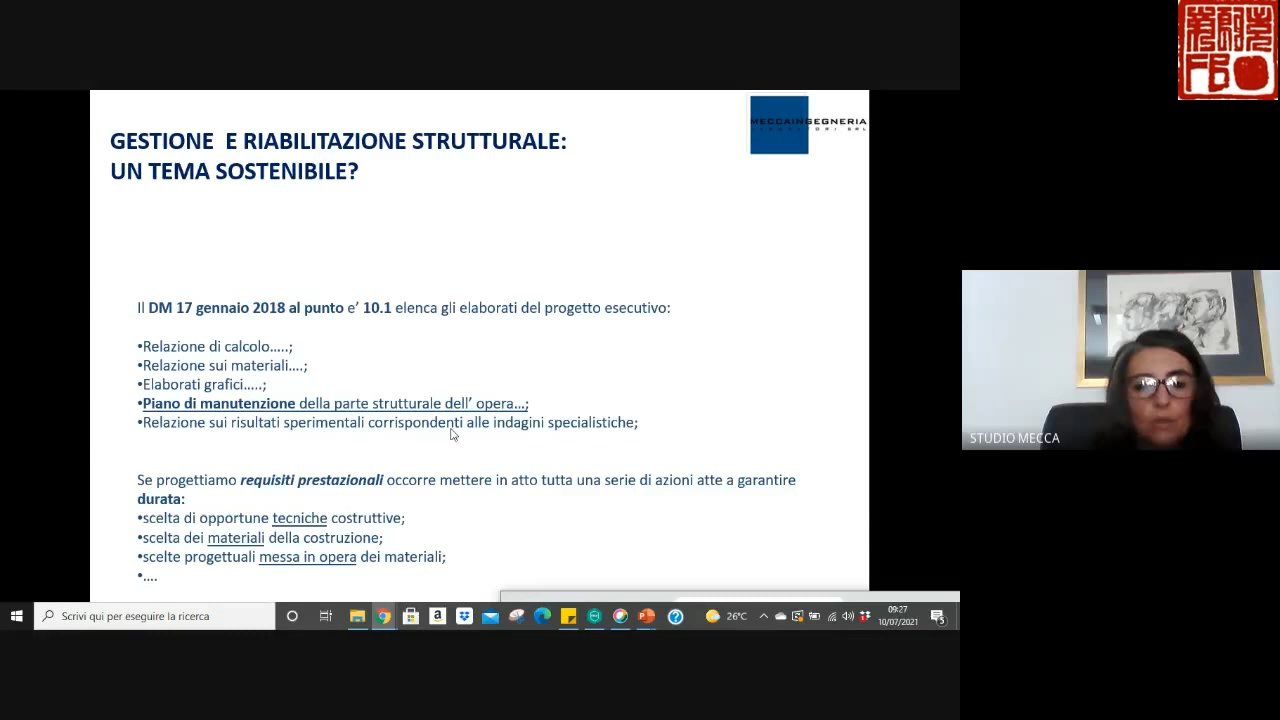 GESTIONE  E RIABILITAZIONE STRUTTURALE:
UN TEMA SOSTENIBILE?
MECCAINGEGNERIA
Il DM 17 gennaio 2018 al punto e’ 10.1 elenca gli elaborati del progetto esecutivo:
•Relazione di calcolo…..;
•Relazione sui materiali….;
•Elaborati grafici…..;
•Piano di manutenzione della parte strutturale dell’ opera…;
•Relazione sui risultati sperimentali corrispondenti alle indagini specialistiche;
Se progettiamo requisiti prestazionali occorre mettere in atto tutta una serie di azioni atte a garantire
durata:
•scelta di opportune tecniche costruttive;
•scelta dei materiali della costruzione;
•scelte progettuali messa in opera dei materiali;
•….
STUDIO MECCA
Scrivi qui per eseguire la ricerca
26°C
09:27
10/07/2021
5